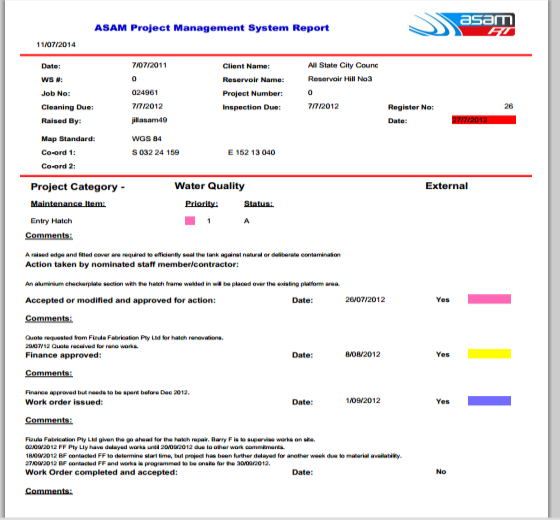 ASAM Project Management System Report
asam RT
11/07/2014
Date: 7/07/2011 Client Name: All State City Counc
WS #: 0 Reservoir Name: Reservoir Hill No3
Job No: 024961 Project Number: 0
Cleaning Due: 7/7/2012 Inspection Due: 7/7/2012 Register No: 26
Raised By: jillasam49 Date: 27/7/2012
Map Standard: WGS 84
Co-ord 1: S 032 24 159 E 152 13 040
Co-ord 2:
Project Category - Water Quality External
Maintenance Item: Priority: Status:
Entry Hatch 1 A
Comments:
A raised edge and fitted cover are required to efficiently seal the tank against natural or deliberate contamination
Action taken by nominated staff member/contractor:
An aluminium checkerplate section with the hatch frame welded in will be placed over the existing platform area.
Accepted or modified and approved for action: Date: 26/07/2012 Yes
Comments:
Quote requested from Fizula Fabrication Pty Ltd for hatch renovations.
29/07/12 Quote received for reno works.
Finance approved: Date: 8/08/2012 Yes
Comments:
Finance approved but needs to be spent before Dec 2012.
Work order issued: Date: 1/09/2012 Yes
Comments:
Fizula Fabrication Pty Ltd given the go ahead for the hatch repair. Barry F is to supervise works on site.
02/09/2012 FF Pty Lty have delayed works until 20/09/2012 due to other work commitments.
18/09/2012 BF contacted FF to determine start time, but project has been further delayed for another week due to material availability.
27/09/2012 BF contacted FF and works is programmed to be onsite for the 30/09/2012.
Work Order completed and accepted: Date: No
Comments: